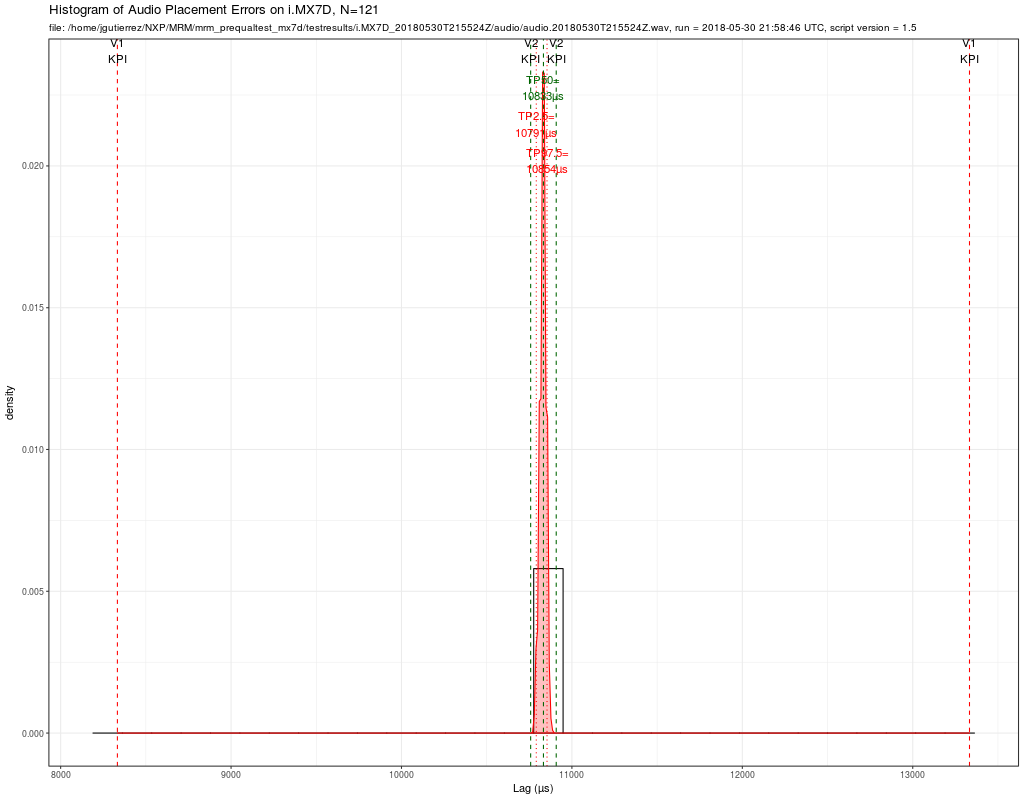 Histogram of Audio Placement Errors on i.MX7D, N=121
file: /home/jgutierrez/NXP/MRM/mrm_prequaltest_mx7d/testresults/i.MX7D_20180530T215524Z/audio/audio.20180530T215524Z.wav, run = 2018-05-30 21:58:46 UTC, script version = 1.5
V1 V2 V2 V1
KPI KPI KPI KPI
TP50=
10833µs
TP2.5=
10791µs
TP97.5=
10854µs
0.020
0.015
density
0.010
0.005
0.000
8000 9000 10000 11000 12000 13000
Lag (µs)